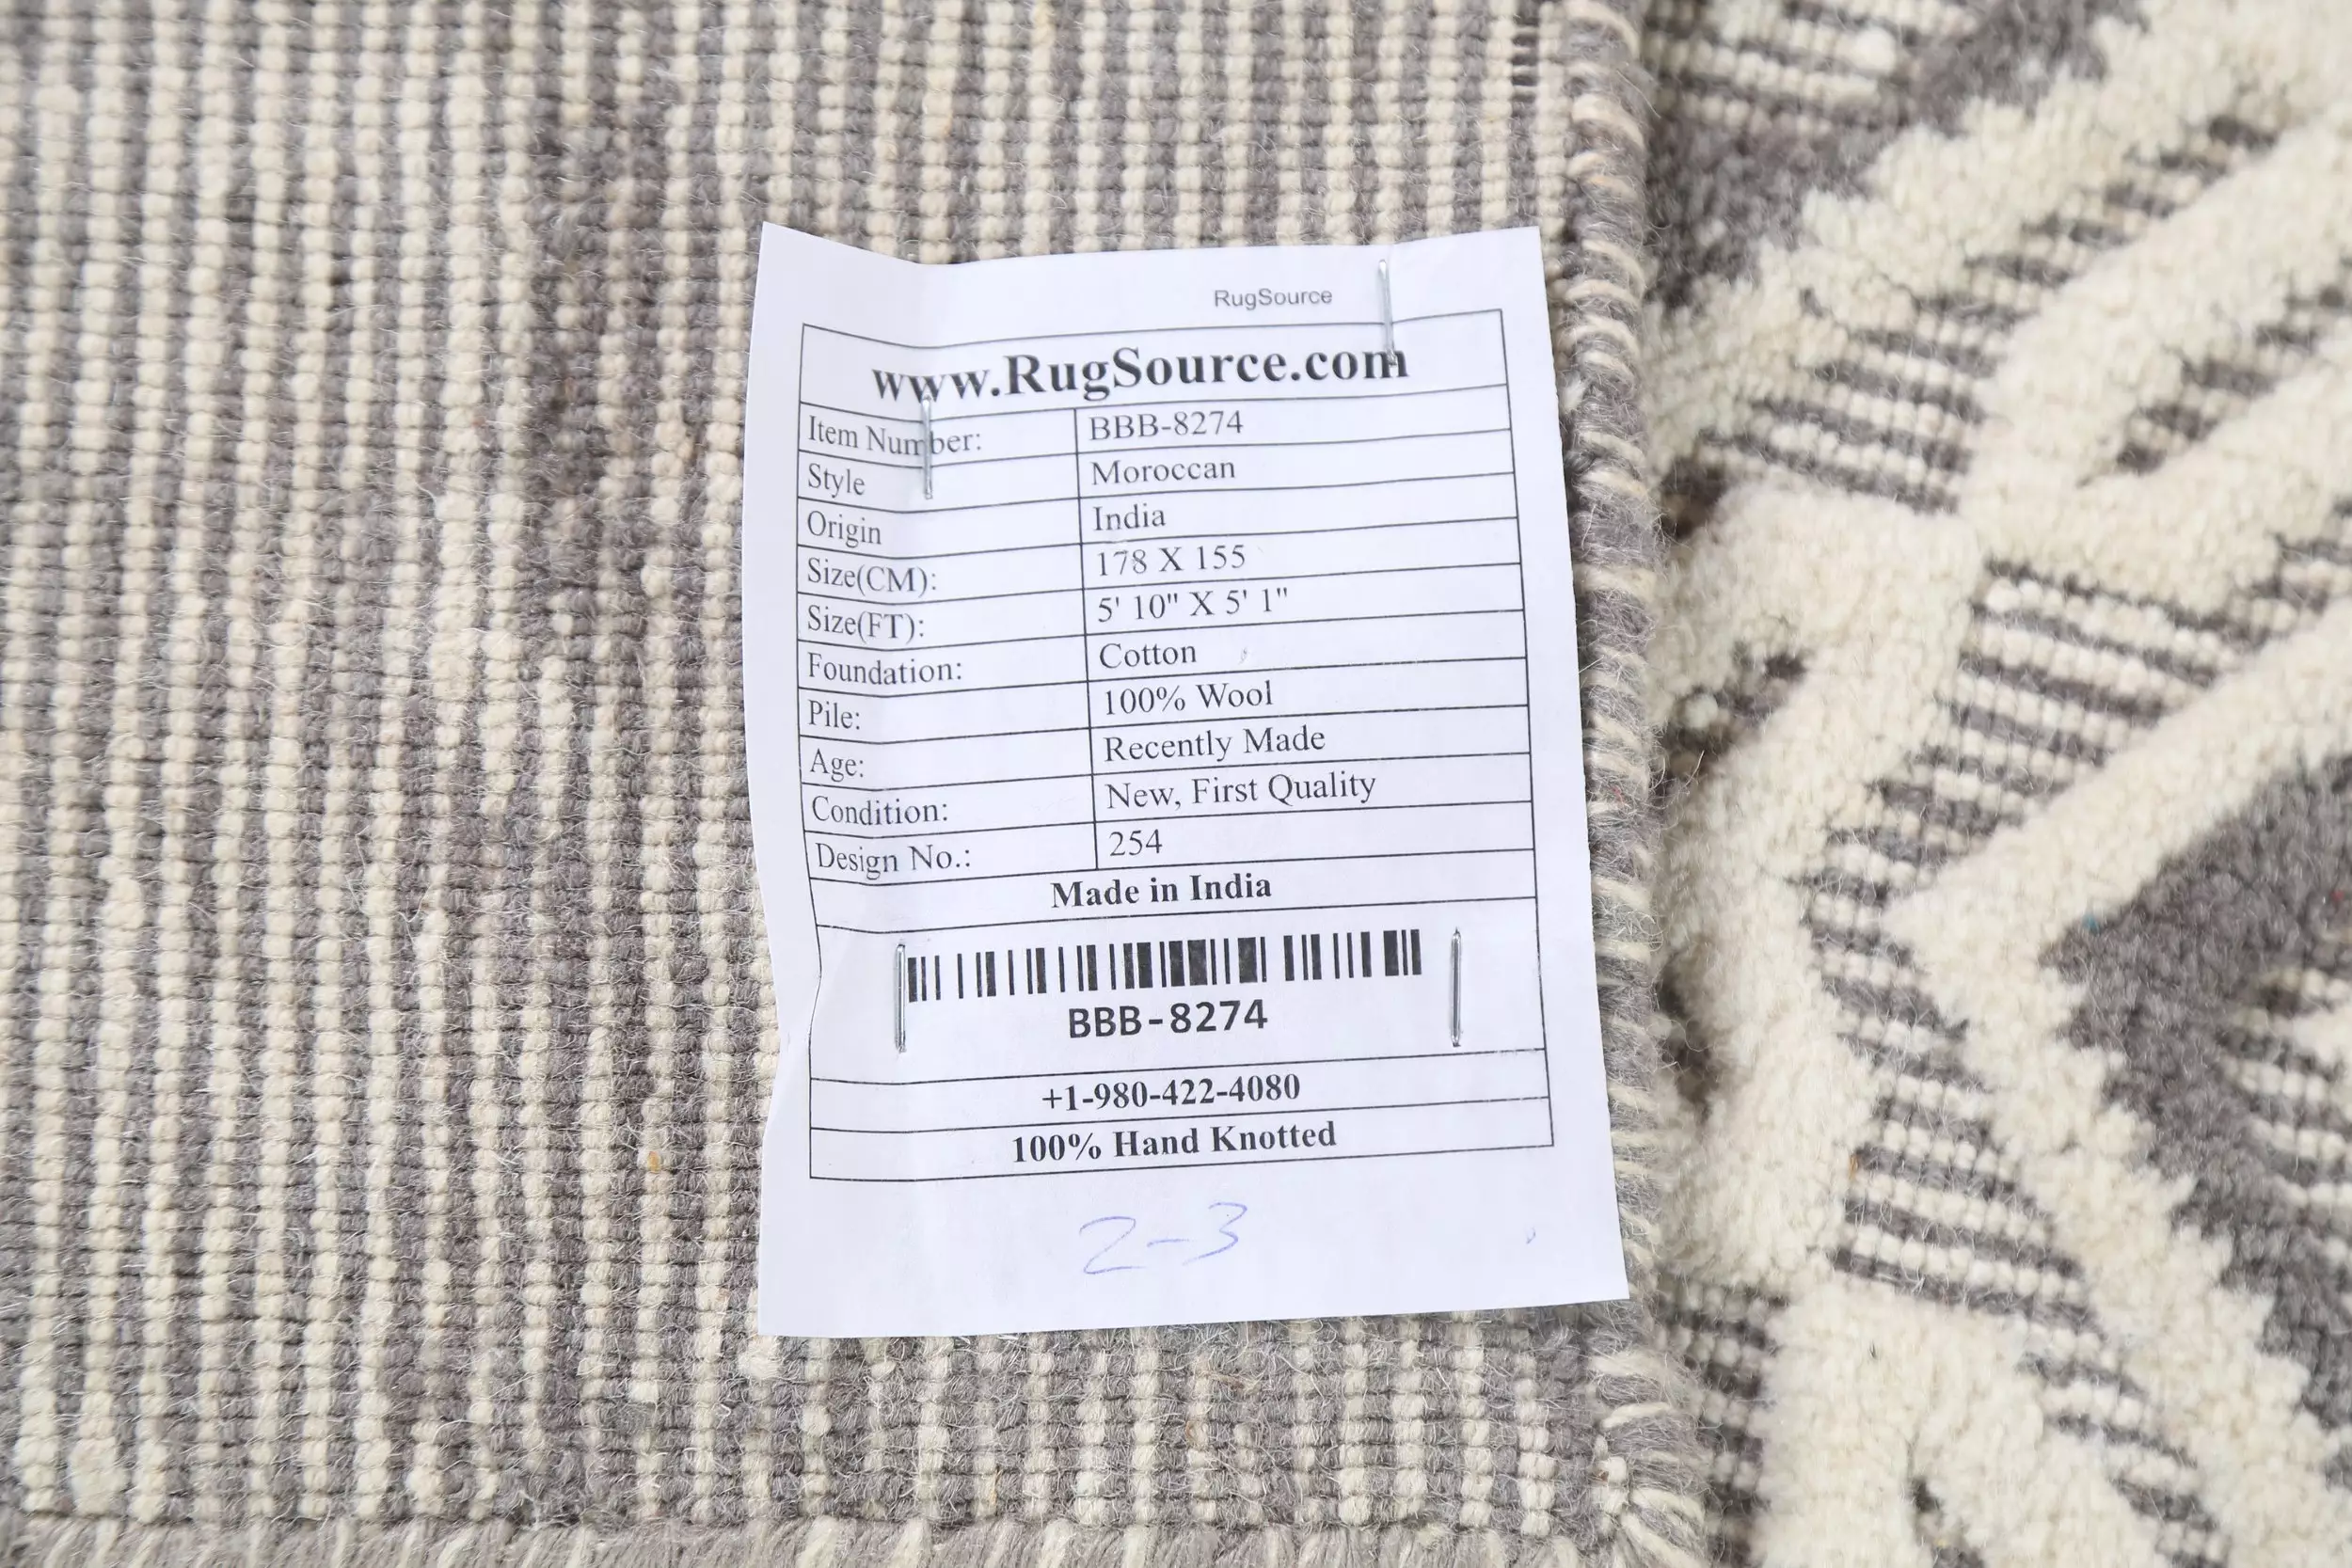 RugSource
www.RugSource.com
Item Number: BBB-8274
Style Moroccan
Origin India
Size(CM): 178 X 155
Size(FT): 5' 10" X 5' 1"
Foundation: Cotton
Pile: 100% Wool
Age: Recently Made
Condition: New, First Quality
Design No.: 254
Made in India
BBB-8274
+1-980-422-4080
100% Hand Knotted
2-3